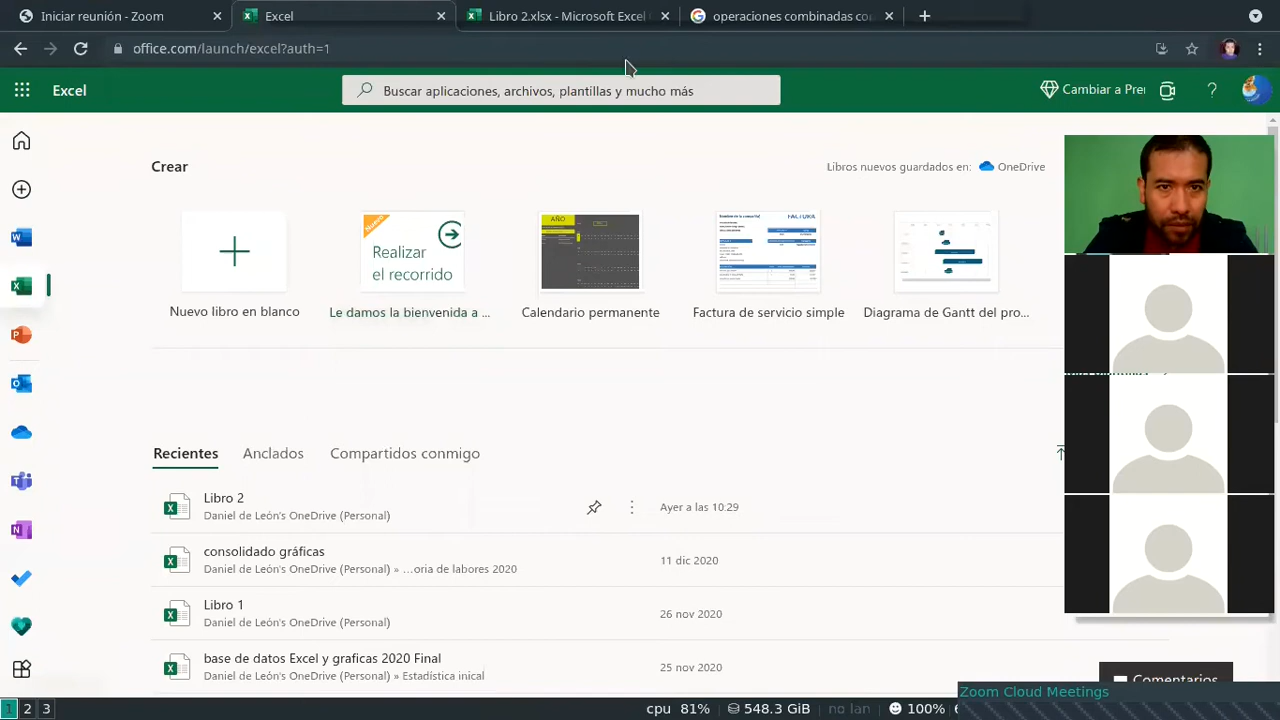 Iniciar reunión - Zoom
Excel
Libro 2.xlsx - Microsoft Excel
operaciones combinadas co
office.com/launch/excel?auth=1
Excel
Buscar aplicaciones, archivos, plantillas y mucho más
Cambiar a Pre
Crear
Libros nuevos guardados en: OneDrive
NUEVO
Realizar
el recorrido
AÑO
FACTURA
Nuevo libro en blanco
Le damos la bienvenida a ...
Calendario permanente
Factura de servicio simple
Diagrama de Gantt del pro...
Recientes
Anclados
Compartidos conmigo
Libro 2
Daniel de León's OneDrive (Personal)
Ayer a las 10:29
consolidado gráficas
Daniel de León's OneDrive (Personal) » ...oria de labores 2020
11 dic 2020
Libro 1
Daniel de León's OneDrive (Personal)
26 nov 2020
base de datos Excel y graficas 2020 Final
Daniel de León's OneDrive (Personal) » Estadística inical
25 nov 2020
Comentarios
Zoom Cloud Meetings
1 2 3
cpu 81% 548.3 GiB no lan 100% 6